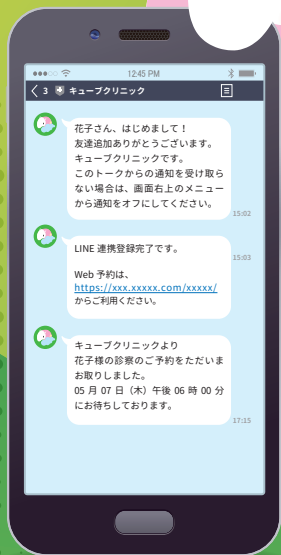 12:45 PM
3 キューブクリニック
花子さん、はじめまして！
友達追加ありがとうございます。
キューブクリニックです。
このトークからの通知を受け取ら
ない場合は、画面右上のメニュー
から通知をオフにしてください。
15:02
LINE 連携登録完了です。
15:03
Web 予約は、
https://xxx.xxxxx.com/xxxxx/
からご利用ください。
キューブクリニックより
花子様の診察のご予約をただいま
お取りしました。
05 月 07 日（木）午後 06 時 00 分
にお待ちしております。
17:15